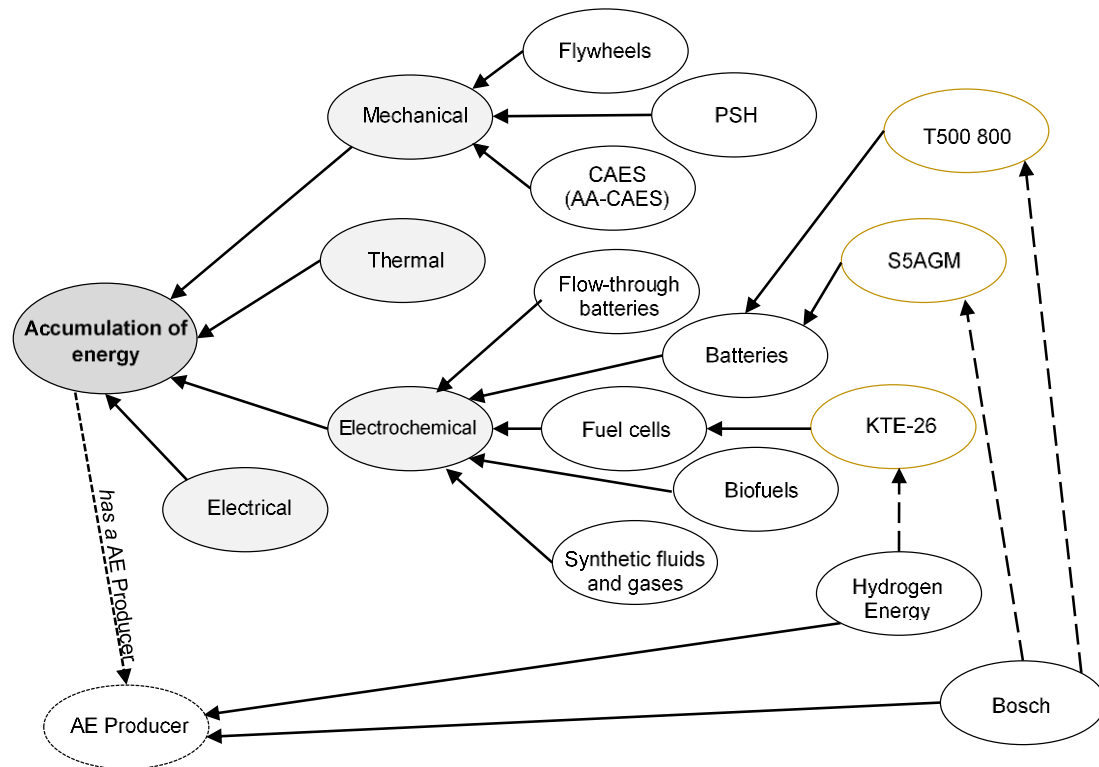 Flywheels
Mechanical
PSH
T500 800
CAES
(AA-CAES)
Thermal
S5AGM
Flow-through
batteries
Accumulation of
energy
Batteries
Electrochemical
Fuel cells
KTE-26
Biofuels
Electrical
Synthetic fluids
and gases
Hydrogen
Energy
has a AE Producer
AE Producer
Bosch